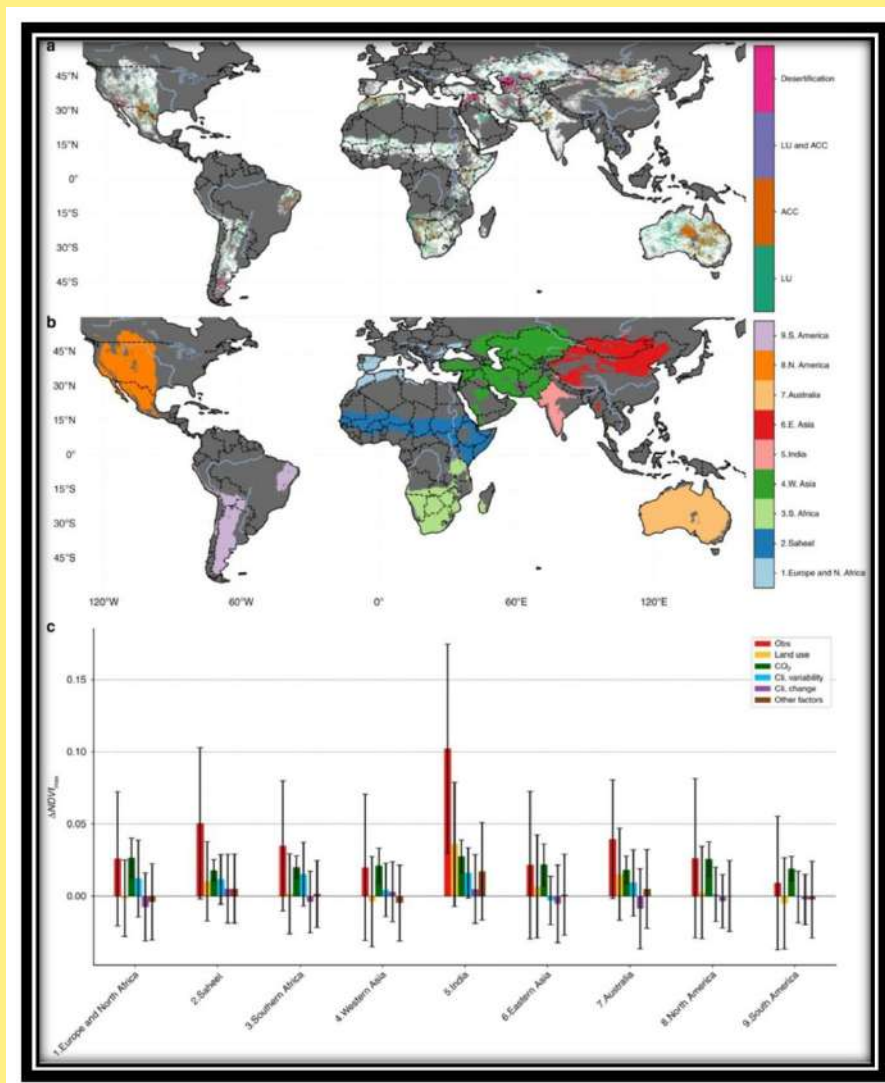 a
45°N
30°N
15°N
0°
15°S
30°S
45°S
Desertification
LU and ACC
ACC
LU
b
45°N
30°N
15°N
0°
15°S
30°S
45°S
120°W
60°W
0°
60°E
120°E
9.S. America
8.N. America
7.Australia
6.E. Asia
5.India
4.W. Asia
3.S. Africa
2.Saheel
1.Europe and N. Africa
c
Obs
Land use
CO₂
Cli. variability
Cli. change
Other factors
0.15
0.10
0.05
0.00
ΔNDVImax
1.Europe and North Africa
2.Saheel
3.Southern Africa
4.Western Asia
5.India
6.Eastern Asia
7.Australia
8.North America
9.South America